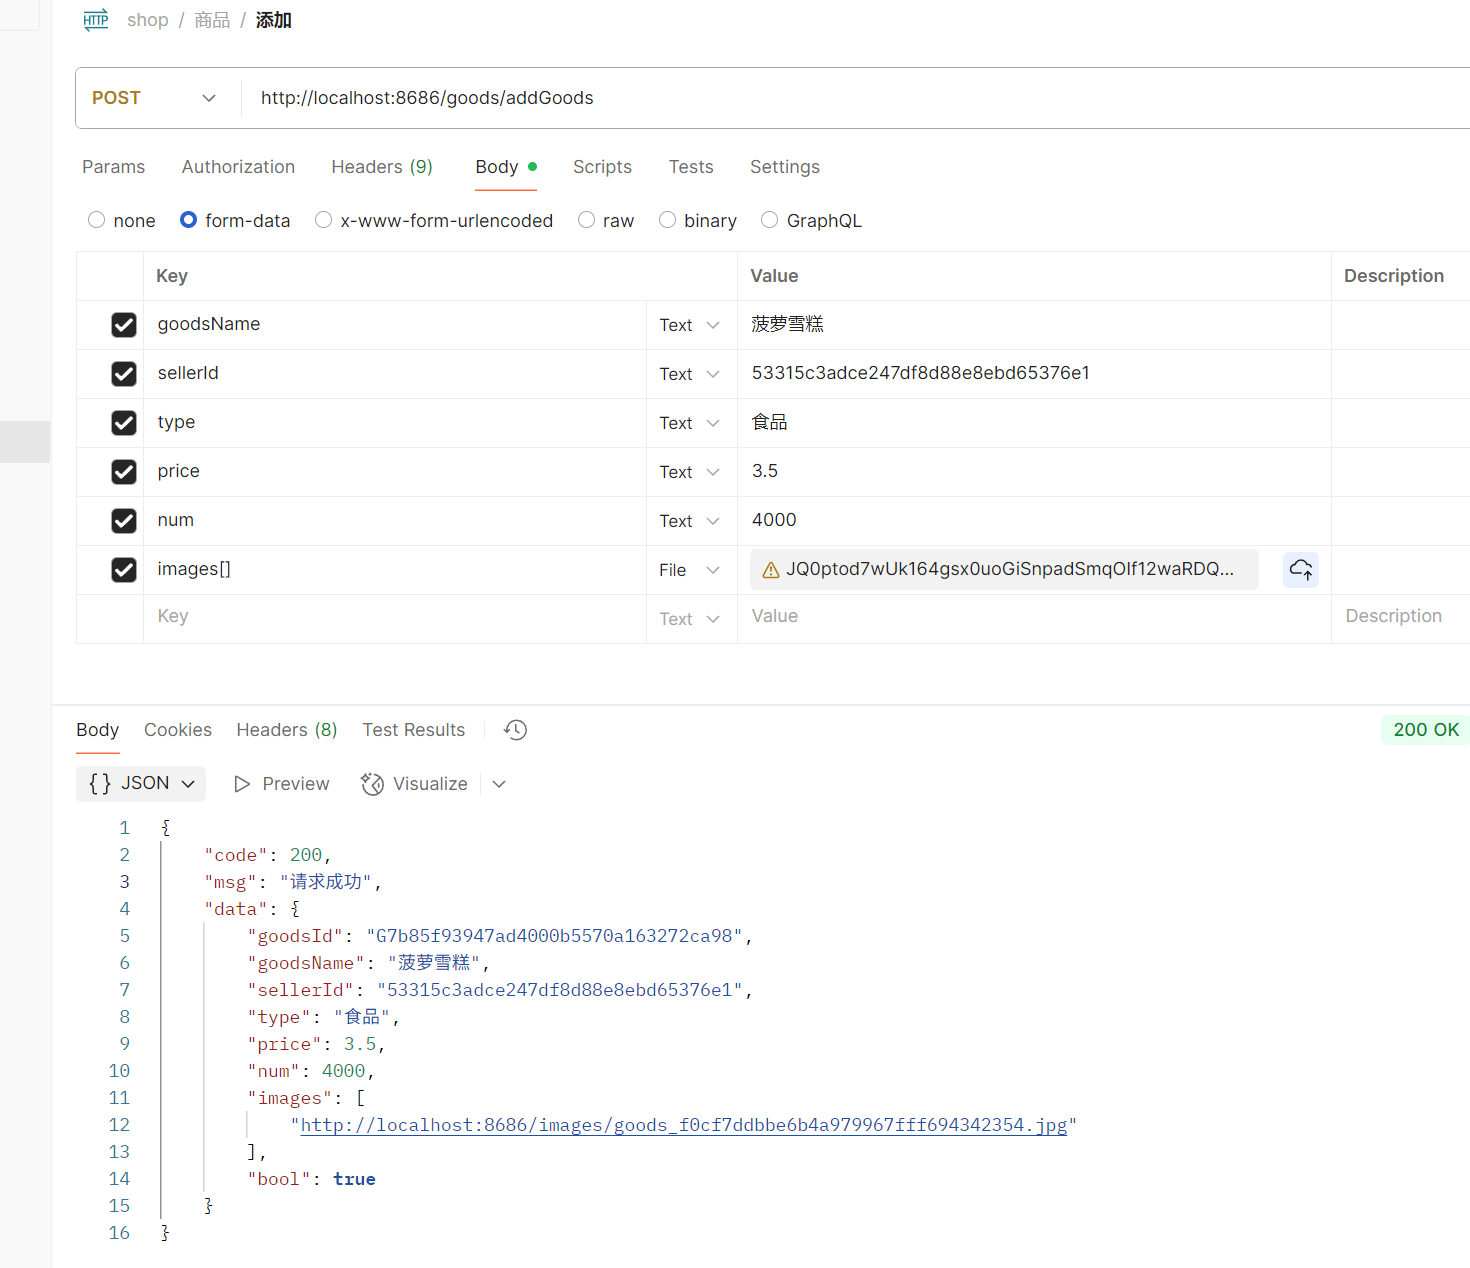 HTTP shop / 商品 / 添加
POST http://localhost:8686/goods/addGoods
Params Authorization Headers (9) Body Scripts Tests Settings
none form-data x-www-form-urlencoded raw binary GraphQL
Key Value Description
goodsName Text 菠萝雪糕
sellerId Text 53315c3adce247df8d88e8ebd65376e1
type Text 食品
price Text 3.5
num Text 4000
images[] File JQ0ptod7wUk164gsx0uoGiSnpadSmqOIf12waRDQ...
Key Text Value Description
Body Cookies Headers (8) Test Results 200 OK
{} JSON Preview Visualize
1 {
2 "code": 200,
3 "msg": "请求成功",
4 "data": {
5 "goodsId": "G7b85f93947ad4000b5570a163272ca98",
6 "goodsName": "菠萝雪糕",
7 "sellerId": "53315c3adce247df8d88e8ebd65376e1",
8 "type": "食品",
9 "price": 3.5,
10 "num": 4000,
11 "images": [
12 "http://localhost:8686/images/goods_f0cf7ddbbe6b4a979967fff694342354.jpg"
13 ],
14 "bool": true
15 }
16 }